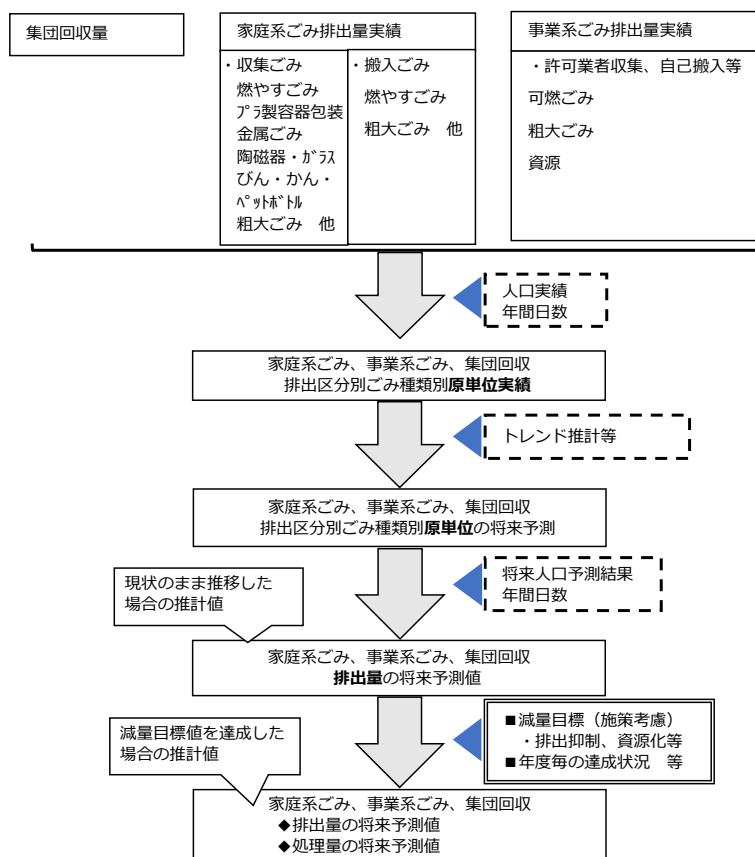 集団回収量
家庭系ごみ排出量実績
・収集ごみ
燃やすごみ
ﾌﾟﾗ製容器包装
金属ごみ
陶磁器・ｶﾞﾗｽ
びん・かん・
ﾍﾟｯﾄﾎﾞﾄﾙ
粗大ごみ　他
・搬入ごみ
燃やすごみ
粗大ごみ　他
事業系ごみ排出量実績
・許可業者収集、自己搬入等
可燃ごみ
粗大ごみ
資源
人口実績
年間日数
家庭系ごみ、事業系ごみ、集団回収
排出区分別ごみ種類別原単位実績
トレンド推計等
家庭系ごみ、事業系ごみ、集団回収
排出区分別ごみ種類別原単位の将来予測
将来人口予測結果
年間日数
現状のまま推移した
場合の推計値
家庭系ごみ、事業系ごみ、集団回収
排出量の将来予測値
■減量目標（施策考慮）
・排出抑制、資源化等
■年度毎の達成状況　等
減量目標値を達成した
場合の推計値
家庭系ごみ、事業系ごみ、集団回収
◆排出量の将来予測値
◆処理量の将来予測値